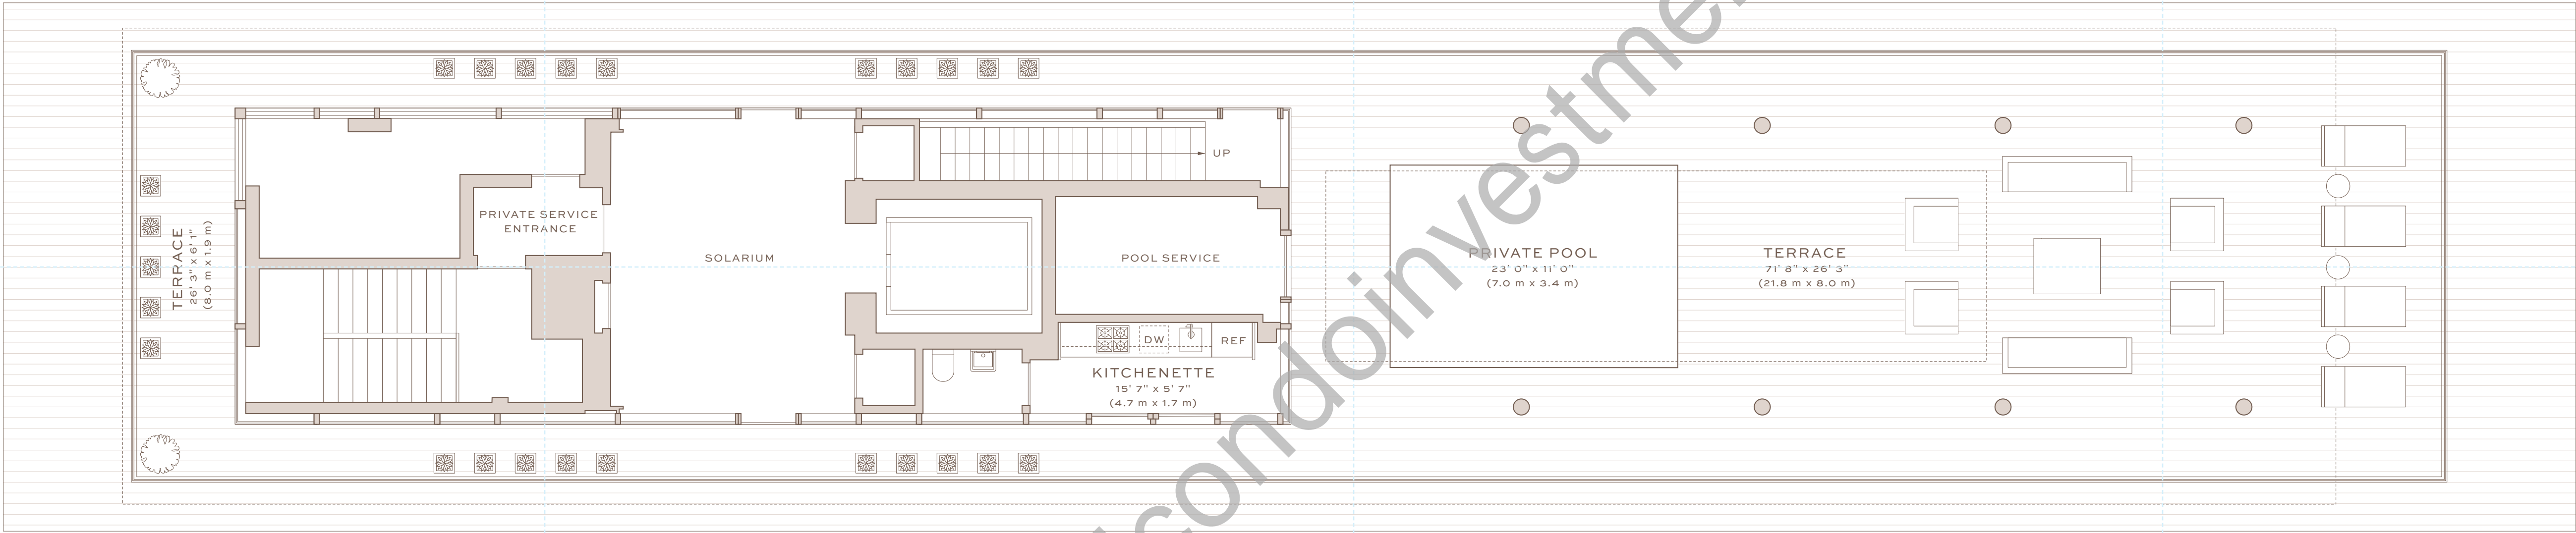 TERRACE
26' 3" x 6' 1"
(8.0 m x 1.9 m)
PRIVATE SERVICE
ENTRANCE
SOLARIUM
UP
POOL SERVICE
DW
REF
KITCHENETTE
15' 7" x 5' 7"
(4.7 m x 1.7 m)
PRIVATE POOL
23' 0" x 11' 0"
(7.0 m x 3.4 m)
TERRACE
71' 8" x 26' 3"
(21.8 m x 8.0 m)
icondoinvestme